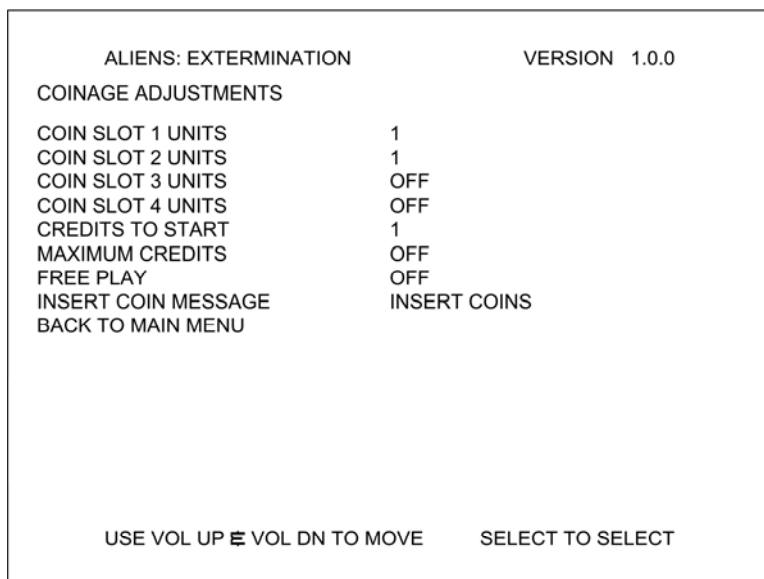 ALIENS: EXTERMINATION VERSION 1.0.0
COINAGE ADJUSTMENTS
COIN SLOT 1 UNITS 1
COIN SLOT 2 UNITS 1
COIN SLOT 3 UNITS OFF
COIN SLOT 4 UNITS OFF
CREDITS TO START 1
MAXIMUM CREDITS OFF
FREE PLAY OFF
INSERT COIN MESSAGE INSERT COINS
BACK TO MAIN MENU
USE VOL UP & VOL DN TO MOVE SELECT TO SELECT